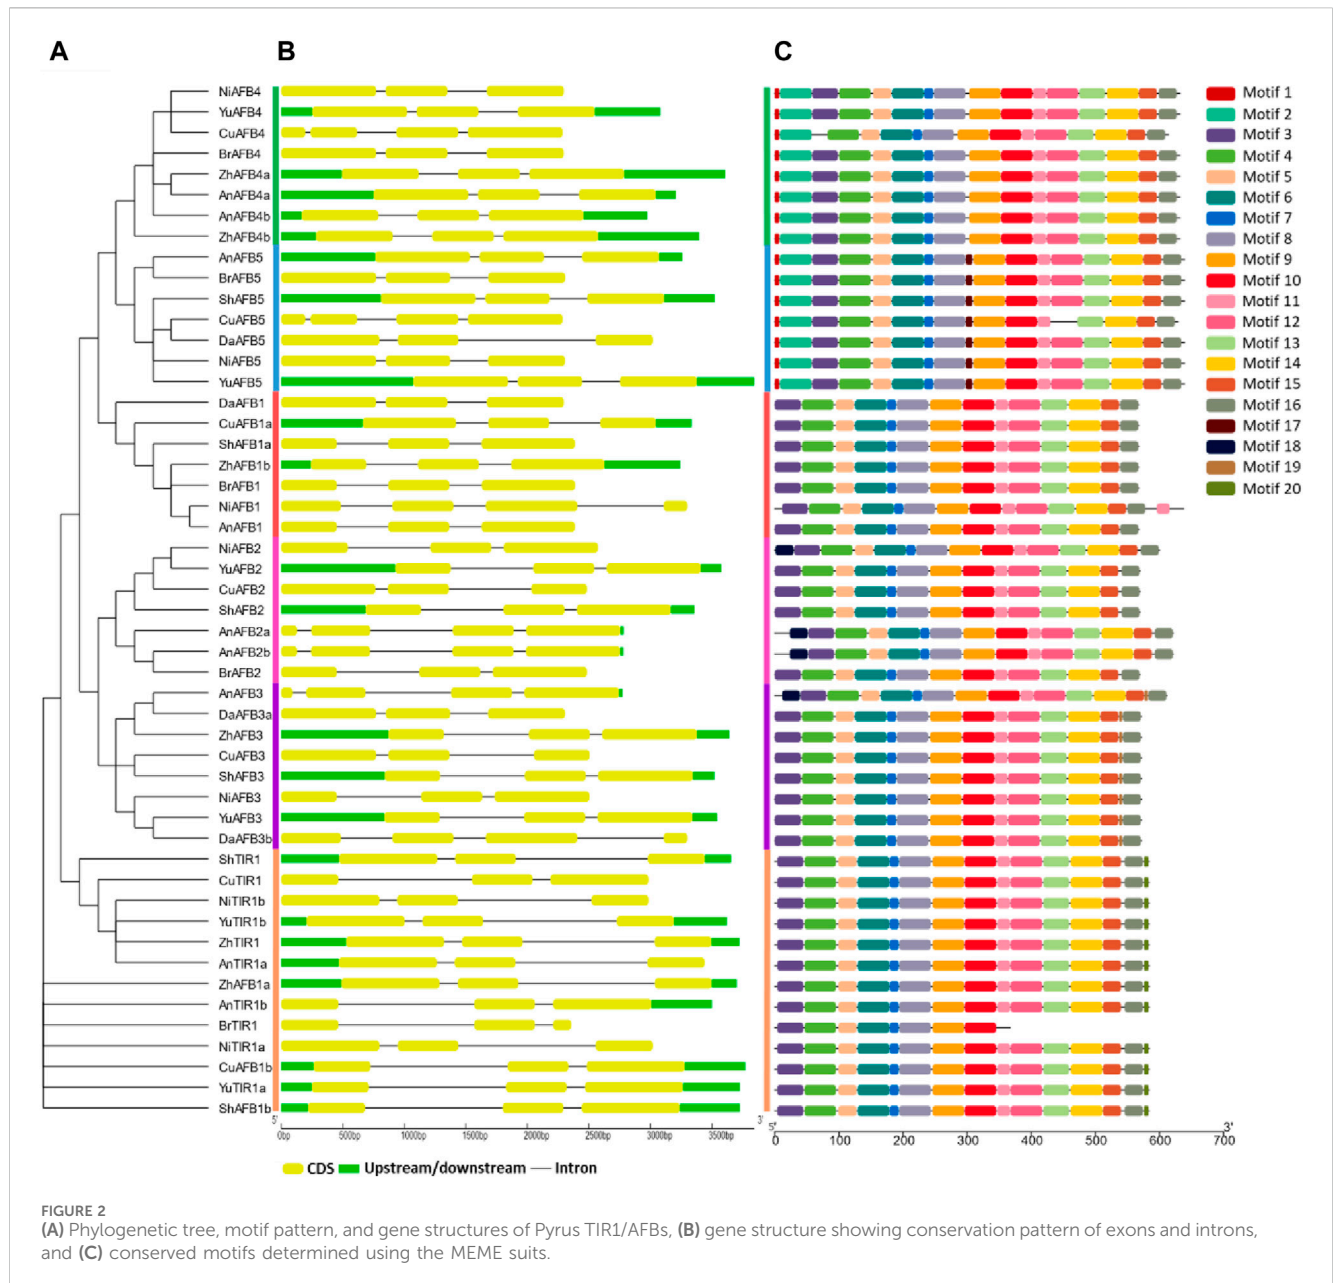 A
B
C
NiAFB4
YuAFB4
CuAFB4
BrAFB4
ZhAFB4a
AnAFB4a
AnAFB4b
ZhAFB4b
AnAFB5
BrAFB5
ShAFB5
CuAFB5
DaAFB5
NiAFB5
YuAFB5
DaAFB1
CuAFB1a
ShAFB1a
ZhAFB1b
BrAFB1
NiAFB1
AnAFB1
NiAFB2
YuAFB2
CuAFB2
ShAFB2
AnAFB2a
AnAFB2b
BrAFB2
AnAFB3
DaAFB3a
ZhAFB3
CuAFB3
ShAFB3
NiAFB3
YuAFB3
DaAFB3b
ShTIR1
CuTIR1
NiTIR1b
YuTIR1b
ZhTIR1
AnTIR1a
ZhAFB1a
AnTIR1b
BrTIR1
NiTIR1a
CuAFB1b
YuTIR1a
ShAFB1b
5' 3'
0bp 500bp 1000bp 1500bp 2000bp 2500bp 3000bp 3500bp
CDS Upstream/downstream Intron
5' 3'
0 100 200 300 400 500 600 700
Motif 1
Motif 2
Motif 3
Motif 4
Motif 5
Motif 6
Motif 7
Motif 8
Motif 9
Motif 10
Motif 11
Motif 12
Motif 13
Motif 14
Motif 15
Motif 16
Motif 17
Motif 18
Motif 19
Motif 20
FIGURE 2
(A) Phylogenetic tree, motif pattern, and gene structures of Pyrus TIR1/AFBs, (B) gene structure showing conservation pattern of exons and introns,
and (C) conserved motifs determined using the MEME suits.